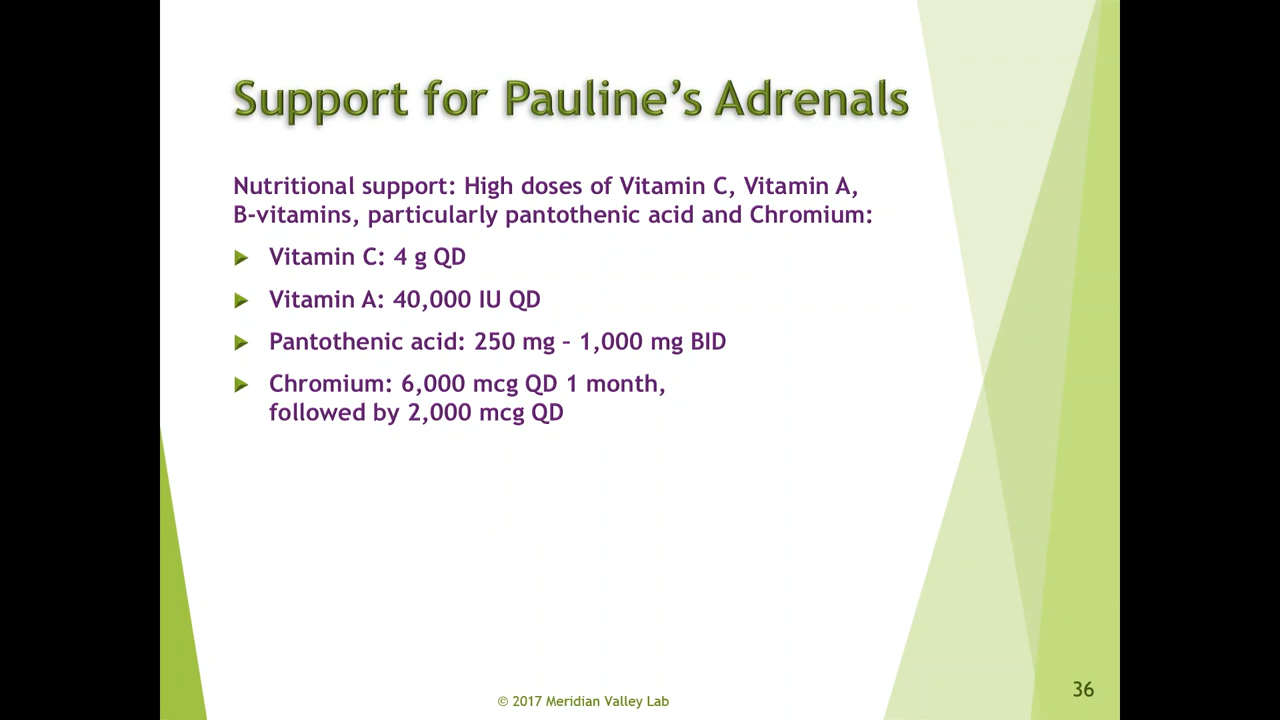 Support for Pauline’s Adrenals
Nutritional support: High doses of Vitamin C, Vitamin A,
B-vitamins, particularly pantothenic acid and Chromium:
Vitamin C: 4 g QD
Vitamin A: 40,000 IU QD
Pantothenic acid: 250 mg – 1,000 mg BID
Chromium: 6,000 mcg QD 1 month,
followed by 2,000 mcg QD
© 2017 Meridian Valley Lab
36